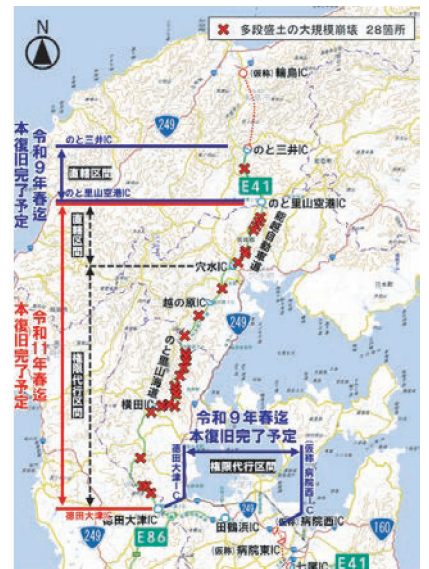 N
多段盛土の大規模崩壊 28箇所
(仮称)輪島IC
249
のと三井IC
のと三井IC
E41
直轄区間
のと里山空港IC
のと里山空港IC
令和9年春迄
本復旧完了予定
直轄区間
能越自動車道
穴水IC
越の原IC
249
令和11年春迄
本復旧完了予定
権限代行区間
のと里山海道
横田IC
令和9年春迄
本復旧完了予定
徳田大津IC
権限代行区間
(仮称)病院西IC
徳田大津IC
徳田大津IC
249
田鶴浜IC
(仮称)病院西IC
249
E86
(仮称)病院東IC
160
七尾IC
E41